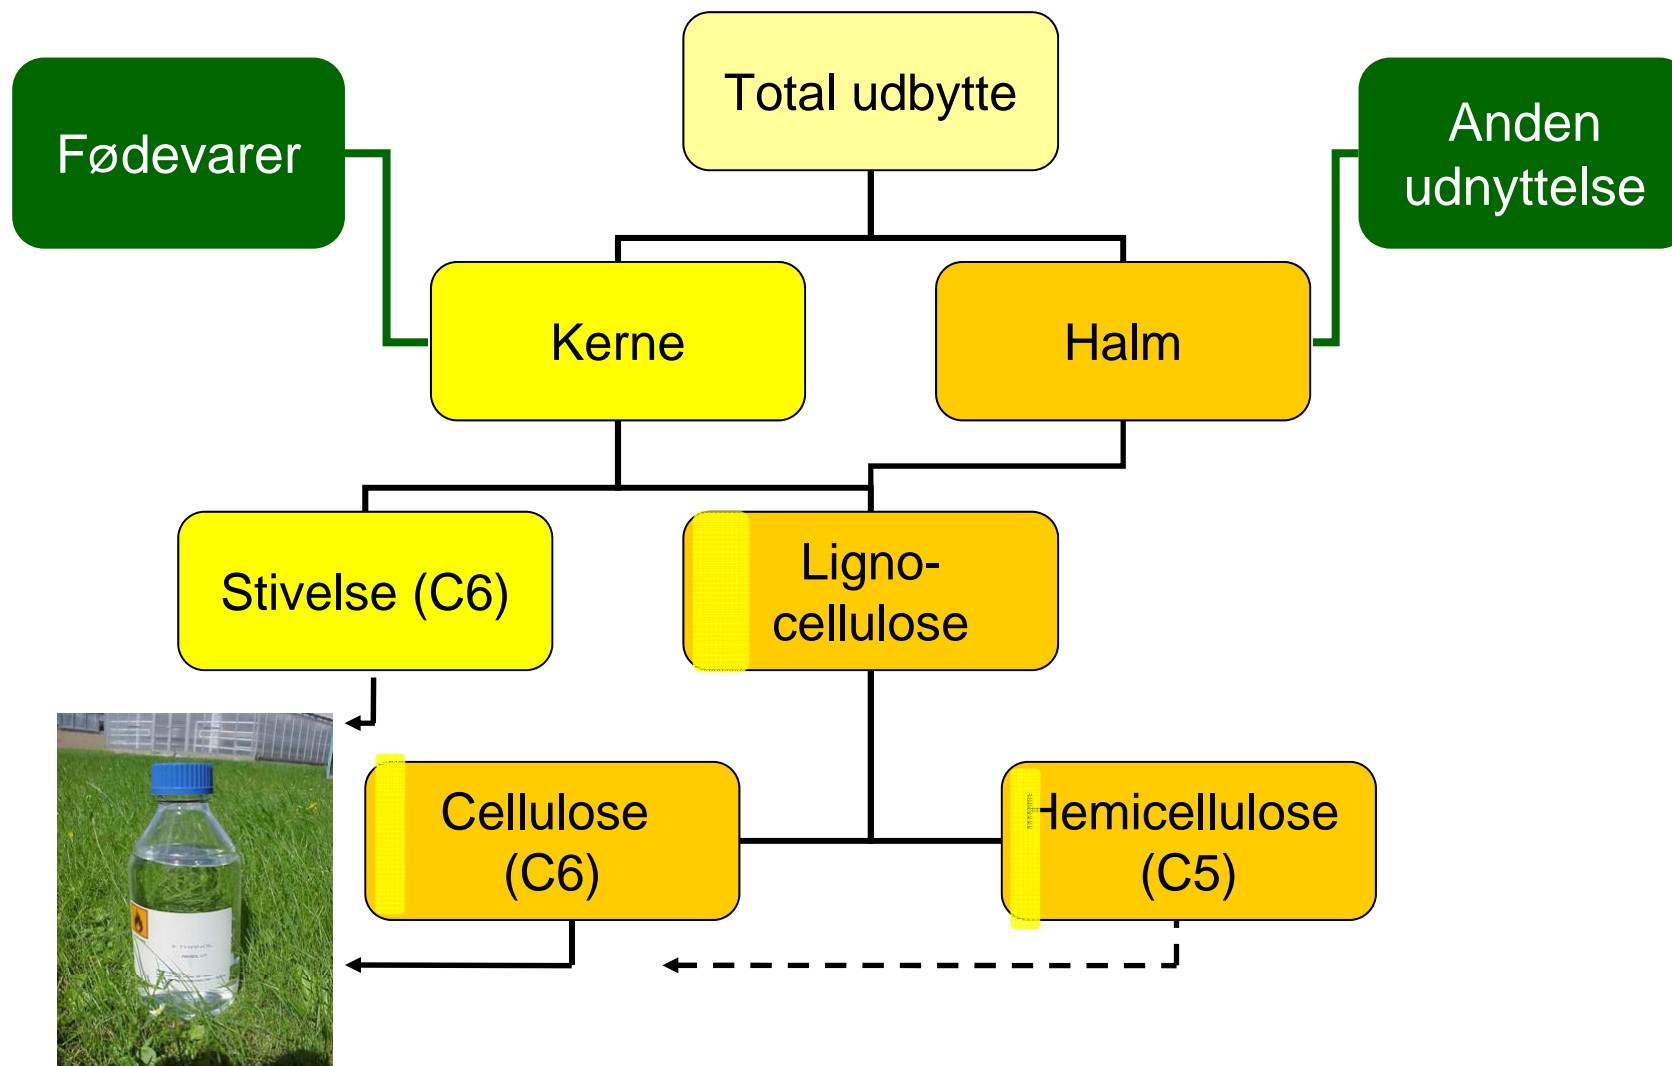 Total udbytte
Fødevarer
Anden
udnyttelse
Kerne
Halm
Stivelse (C6)
Ligno-
cellulose
Cellulose
(C6)
Hemicellulose
(C5)